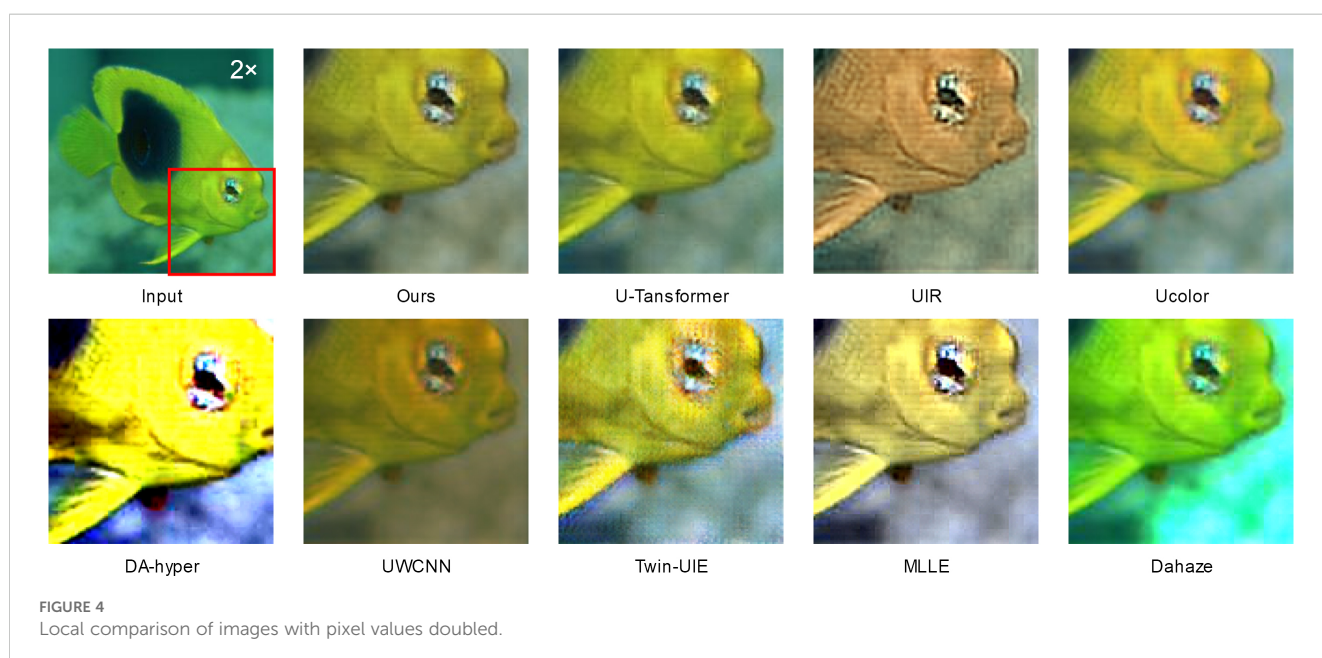 2×
Input
Ours
U-Tansformer
UIR
Ucolor
DA-hyper
UWCNN
Twin-UIE
MLLE
Dahaze
FIGURE 4
Local comparison of images with pixel values doubled.